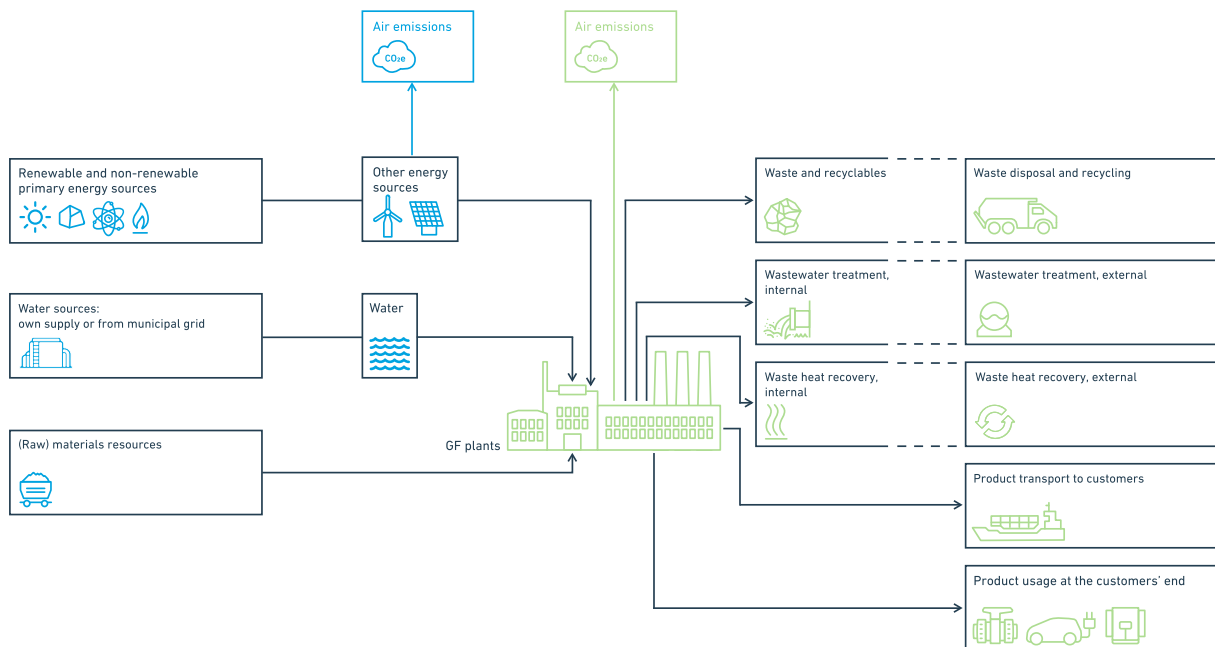 Air emissions
CO₂e
Air emissions
CO₂e
Renewable and non-renewable
primary energy sources
Other energy
sources
Waste and recyclables
Waste disposal and recycling
Water sources:
own supply or from municipal grid
Water
Wastewater treatment,
internal
Wastewater treatment, external
Waste heat recovery,
internal
Waste heat recovery, external
(Raw) materials resources
GF plants
Product transport to customers
Product usage at the customers’ end